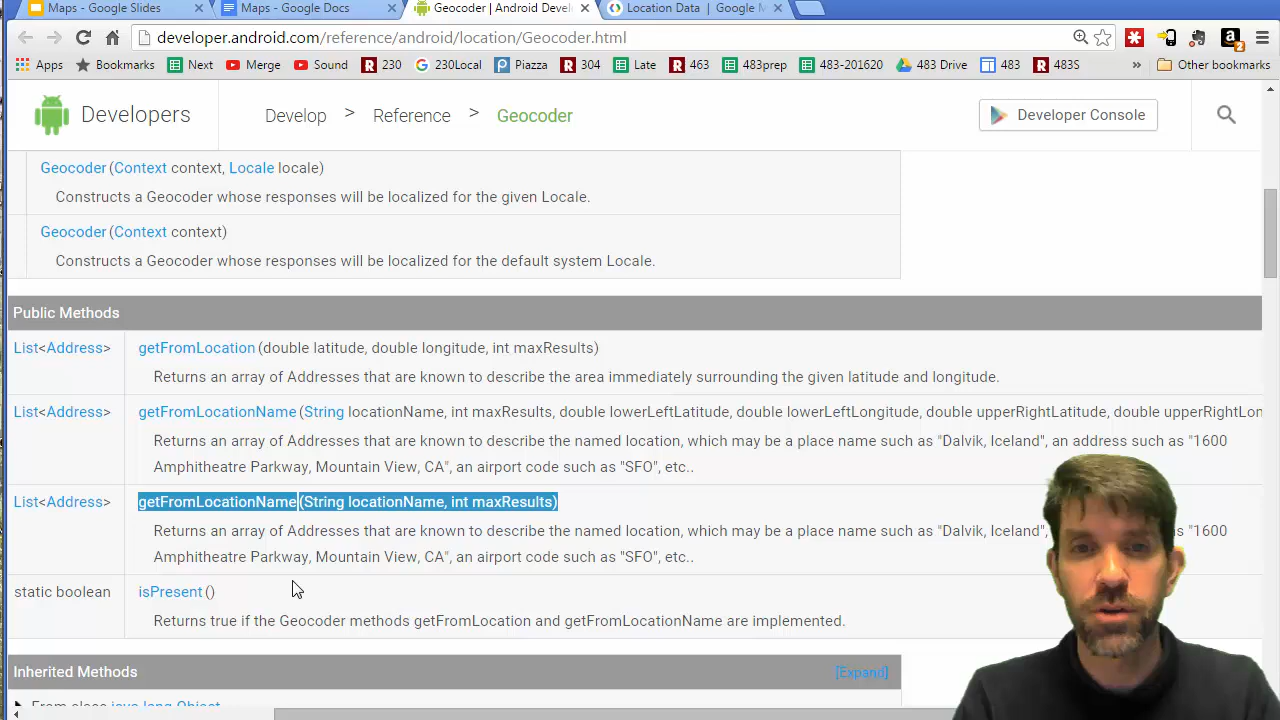 Maps - Google Slides
Maps - Google Docs
Geocoder | Android Devel
Location Data | Google M
developer.android.com/reference/android/location/Geocoder.html
Apps Bookmarks Next Merge Sound 230 230Local Piazza 304 Late 463 483prep 483-201620 483 Drive 483 483S » Other bookmarks
Developers Develop > Reference > Geocoder Developer Console
Geocoder (Context context, Locale locale)
Constructs a Geocoder whose responses will be localized for the given Locale.
Geocoder (Context context)
Constructs a Geocoder whose responses will be localized for the default system Locale.
Public Methods
List<Address> getFromLocation (double latitude, double longitude, int maxResults)
Returns an array of Addresses that are known to describe the area immediately surrounding the given latitude and longitude.
List<Address> getFromLocationName (String locationName, int maxResults, double lowerLeftLatitude, double lowerLeftLongitude, double upperRightLatitude, double upperRightLon
Returns an array of Addresses that are known to describe the named location, which may be a place name such as "Dalvik, Iceland", an address such as "1600
Amphitheatre Parkway, Mountain View, CA", an airport code such as "SFO", etc..
List<Address> getFromLocationName (String locationName, int maxResults)
Returns an array of Addresses that are known to describe the named location, which may be a place name such as "Dalvik, Iceland", "1600
Amphitheatre Parkway, Mountain View, CA", an airport code such as "SFO", etc..
static boolean isPresent ()
Returns true if the Geocoder methods getFromLocation and getFromLocationName are implemented.
Inherited Methods [Expand]
From class java.lang.Object